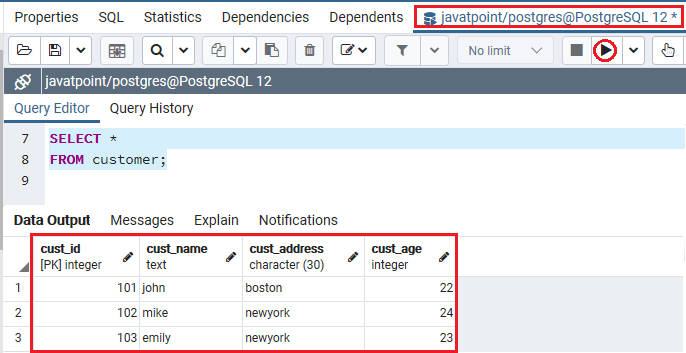 Properties SQL Statistics Dependencies Dependents javatpoint/postgres@PostgreSQL 12 *
No limit
javatpoint/postgres@PostgreSQL 12
Query Editor Query History
7 SELECT *
8 FROM customer;
9
Data Output Messages Explain Notifications
cust_id cust_name cust_address cust_age
[PK] integer text character (30) integer
1 101 john boston 22
2 102 mike newyork 24
3 103 emily newyork 23